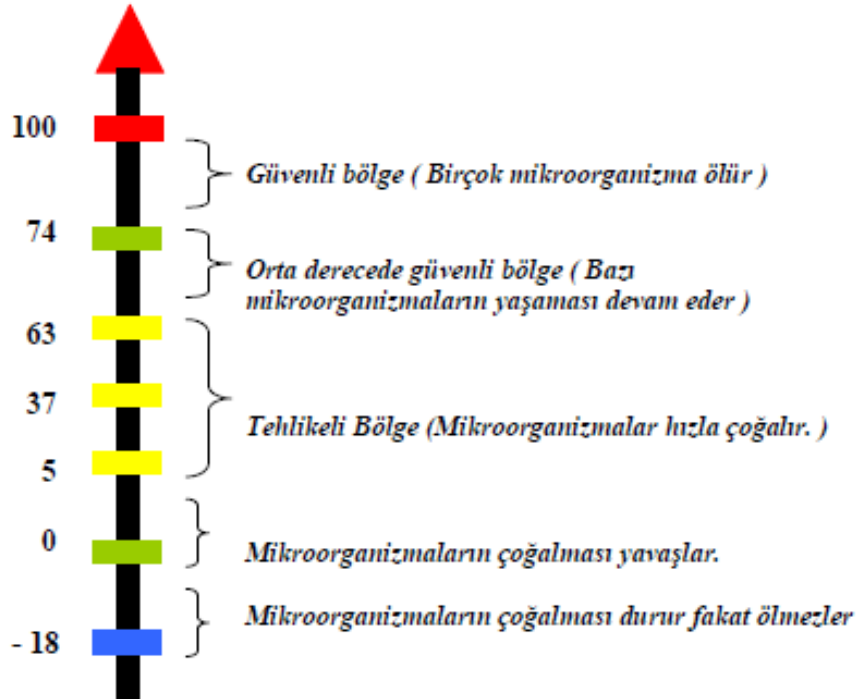 100
Güvenli bölge ( Birçok mikroorganizma ölür )
74
Orta derecede güvenli bölge ( Bazı
mikroorganizmaların yaşaması devam eder )
63
37
Tehlikeli Bölge (Mikroorganizmalar hızla çoğalır. )
5
0
Mikroorganizmaların çoğalması yavaşlar.
Mikroorganizmaların çoğalması durur fakat ölmezler
- 18